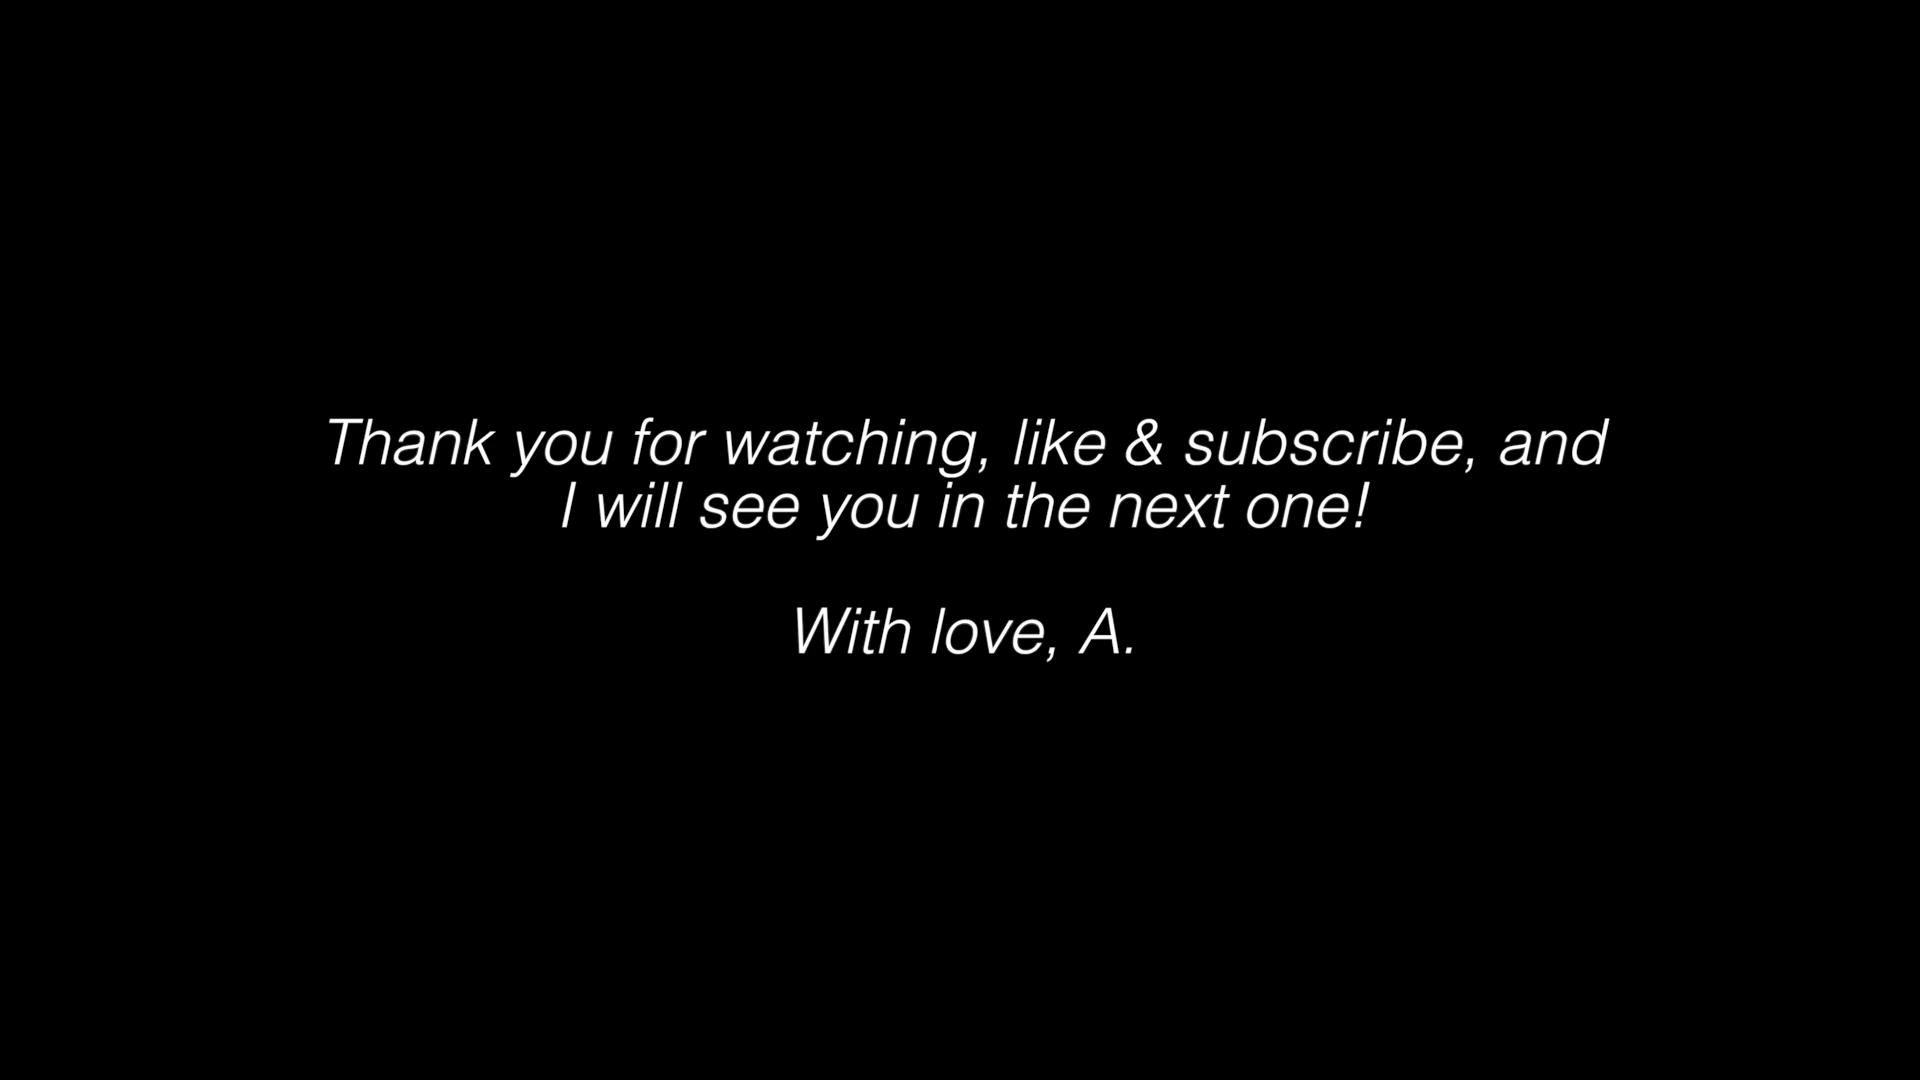 Thank you for watching, like & subscribe, and
I will see you in the next one!
With love, A.